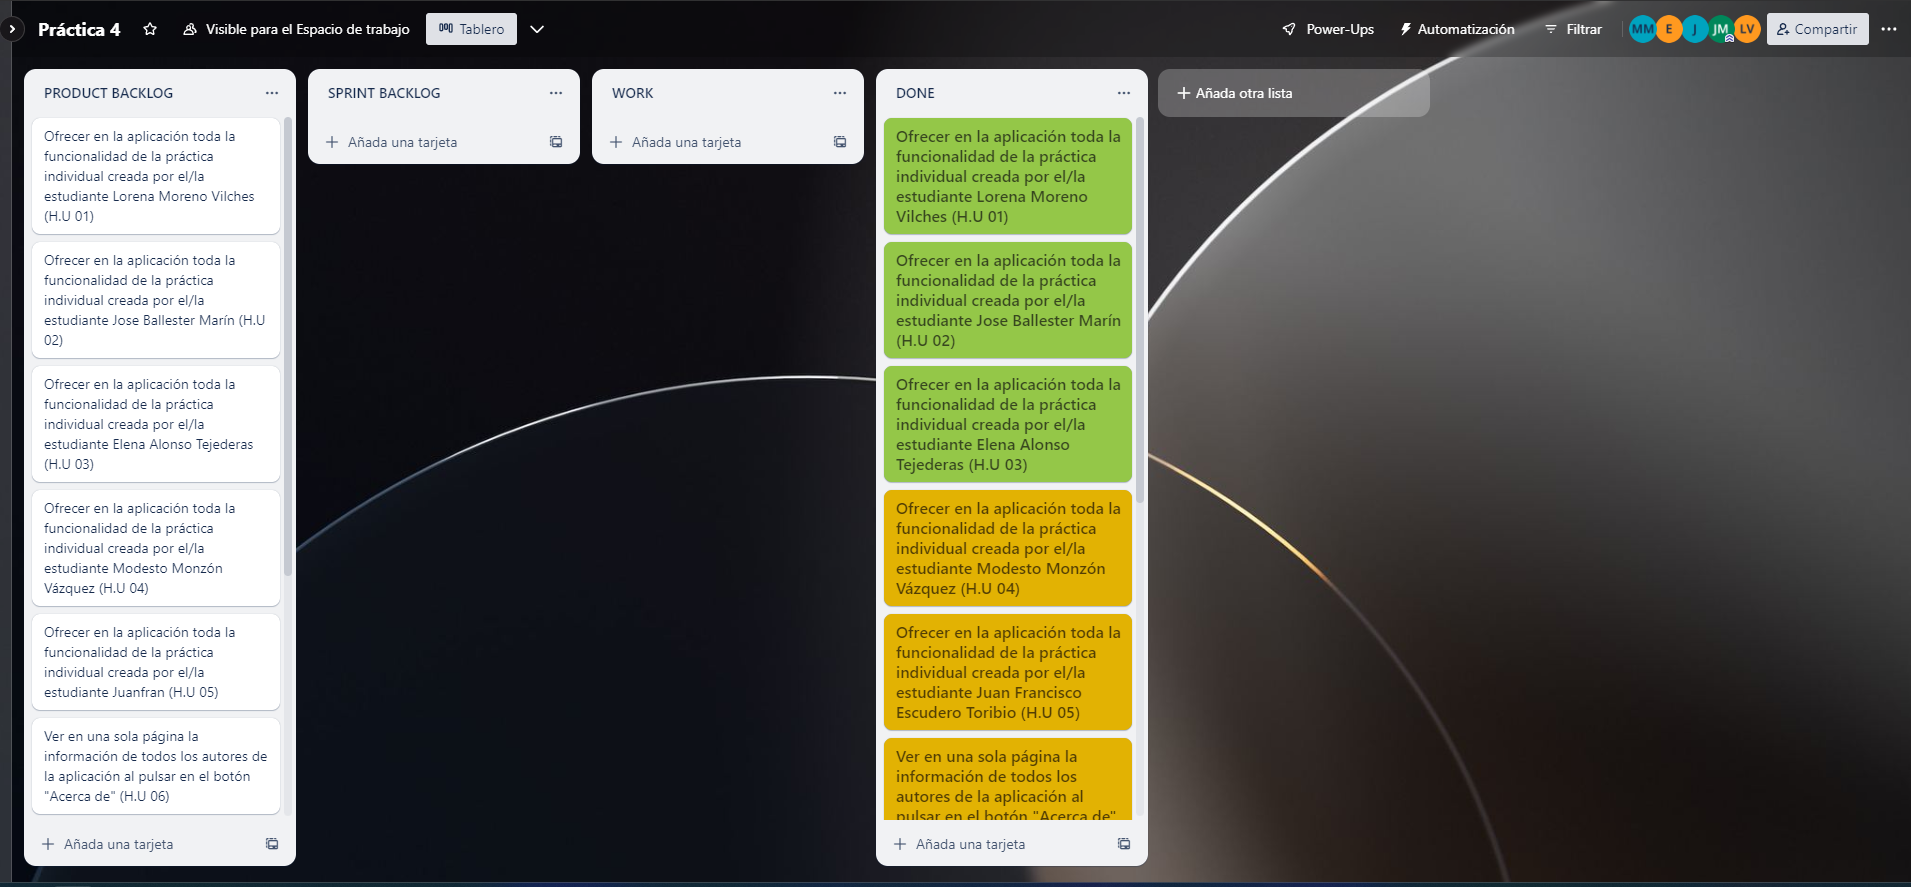 Práctica 4
Visible para el Espacio de trabajo
Tablero
Power-Ups
Automatización
Filtrar
MM
E
J
JM
LV
Compartir
PRODUCT BACKLOG
Ofrecer en la aplicación toda la
funcionalidad de la práctica
individual creada por el/la
estudiante Lorena Moreno Vilches
(H.U 01)
Ofrecer en la aplicación toda la
funcionalidad de la práctica
individual creada por el/la
estudiante Jose Ballester Marín (H.U
02)
Ofrecer en la aplicación toda la
funcionalidad de la práctica
individual creada por el/la
estudiante Elena Alonso Tejederas
(H.U 03)
Ofrecer en la aplicación toda la
funcionalidad de la práctica
individual creada por el/la
estudiante Modesto Monzón
Vázquez (H.U 04)
Ofrecer en la aplicación toda la
funcionalidad de la práctica
individual creada por el/la
estudiante Juanfran (H.U 05)
Ver en una sola página la
información de todos los autores de
la aplicación al pulsar en el botón
"Acerca de" (H.U 06)
Añada una tarjeta
SPRINT BACKLOG
Añada una tarjeta
WORK
Añada una tarjeta
DONE
Ofrecer en la aplicación toda la
funcionalidad de la práctica
individual creada por el/la
estudiante Lorena Moreno
Vilches (H.U 01)
Ofrecer en la aplicación toda la
funcionalidad de la práctica
individual creada por el/la
estudiante Jose Ballester Marín
(H.U 02)
Ofrecer en la aplicación toda la
funcionalidad de la práctica
individual creada por el/la
estudiante Elena Alonso
Tejederas (H.U 03)
Ofrecer en la aplicación toda la
funcionalidad de la práctica
individual creada por el/la
estudiante Modesto Monzón
Vázquez (H.U 04)
Ofrecer en la aplicación toda la
funcionalidad de la práctica
individual creada por el/la
estudiante Juan Francisco
Escudero Toribio (H.U 05)
Ver en una sola página la
información de todos los
autores de la aplicación al
pulsar en el botón "Acerca de"
Añada una tarjeta
Añada otra lista